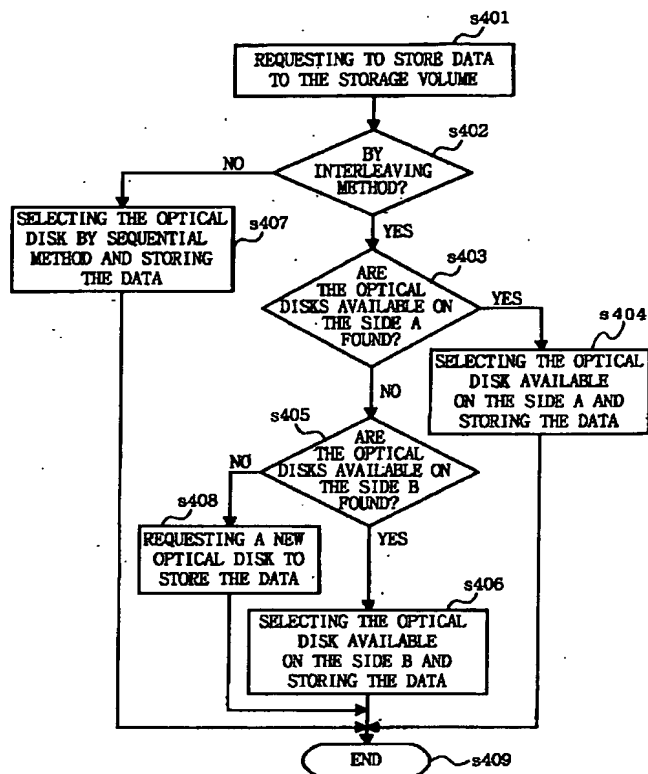 s401
REQUESTING TO STORE DATA
TO THE STORAGE VOLUME
s402
BY
INTERLEAVING
METHOD?
NO
YES
SELECTING THE OPTICAL
DISK BY SEQUENTIAL
METHOD AND STORING
THE DATA
s407
s403
ARE
THE OPTICAL
DISKS AVAILABLE ON
THE SIDE A
FOUND?
YES
NO
s404
SELECTING THE OPTICAL
DISK AVAILABLE
ON THE SIDE A AND
STORING THE DATA
s405
ARE
THE OPTICAL
DISKS AVAILABLE ON
THE SIDE B
FOUND?
NO
YES
s408
REQUESTING A NEW
OPTICAL DISK TO
STORE THE DATA
s406
SELECTING THE OPTICAL
DISK AVAILABLE
ON THE SIDE B AND
STORING THE DATA
END
s409